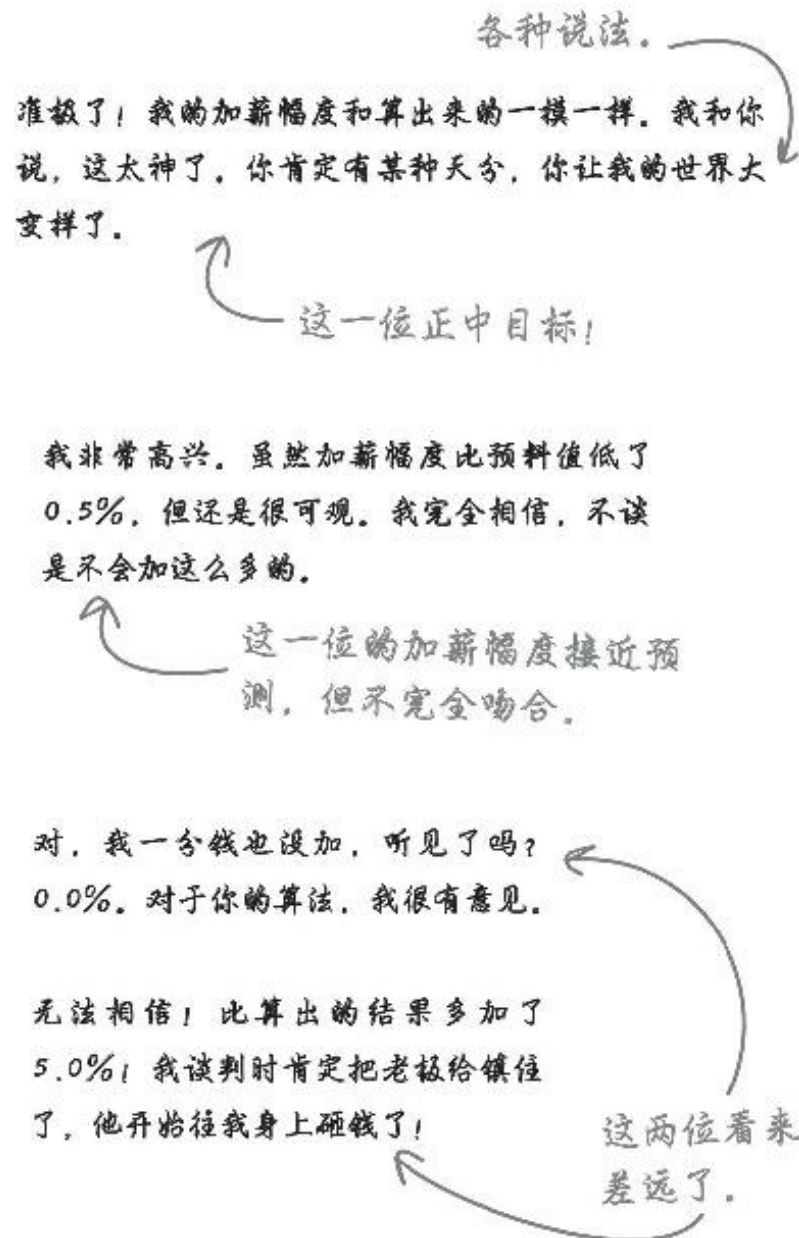 各种说法.
准极了！我的加薪幅度和算出来的一模一样．我和你
说，这太神了．你肯定有某种天分，你让我的世界大
变样了．
这一位正中目标！
我非常高兴．虽然加薪幅度比预料值低了
0.5%，但还是很可观。我完全相信，不谈
是不会加这么多的．
这一位的加薪幅度接近预
测，但不完全吻合．
对，我一分钱也没加，听见了吗？
0.0%。对于你的算法，我很有意见．
无法相信！比算出的结果多加了
5.0%！我谈判时肯定把老板给镇住
了，他开始往我身上砸钱了！
这两位看来
差远了．